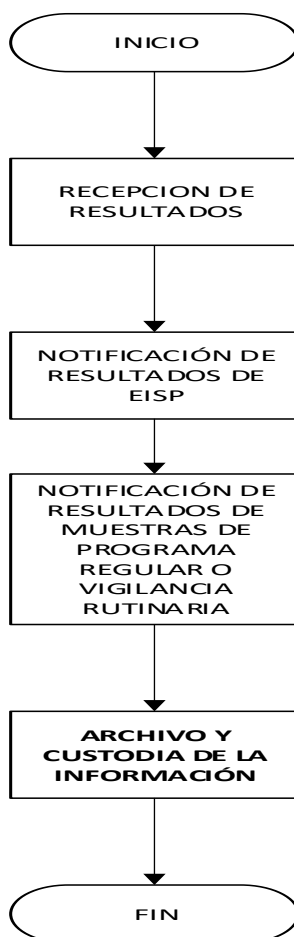 INICIO
RECEPCION DE
RESULTADOS
NOTIFICACIÓN DE
RESULTADOS DE
EISP
NOTIFICACIÓN DE
RESULTADOS DE
MUESTRAS DE
PROGRAMA
REGULAR O
VIGILANCIA
RUTINARIA
ARCHIVO Y
CUSTODIA DE LA
INFORMACIÓN
FIN